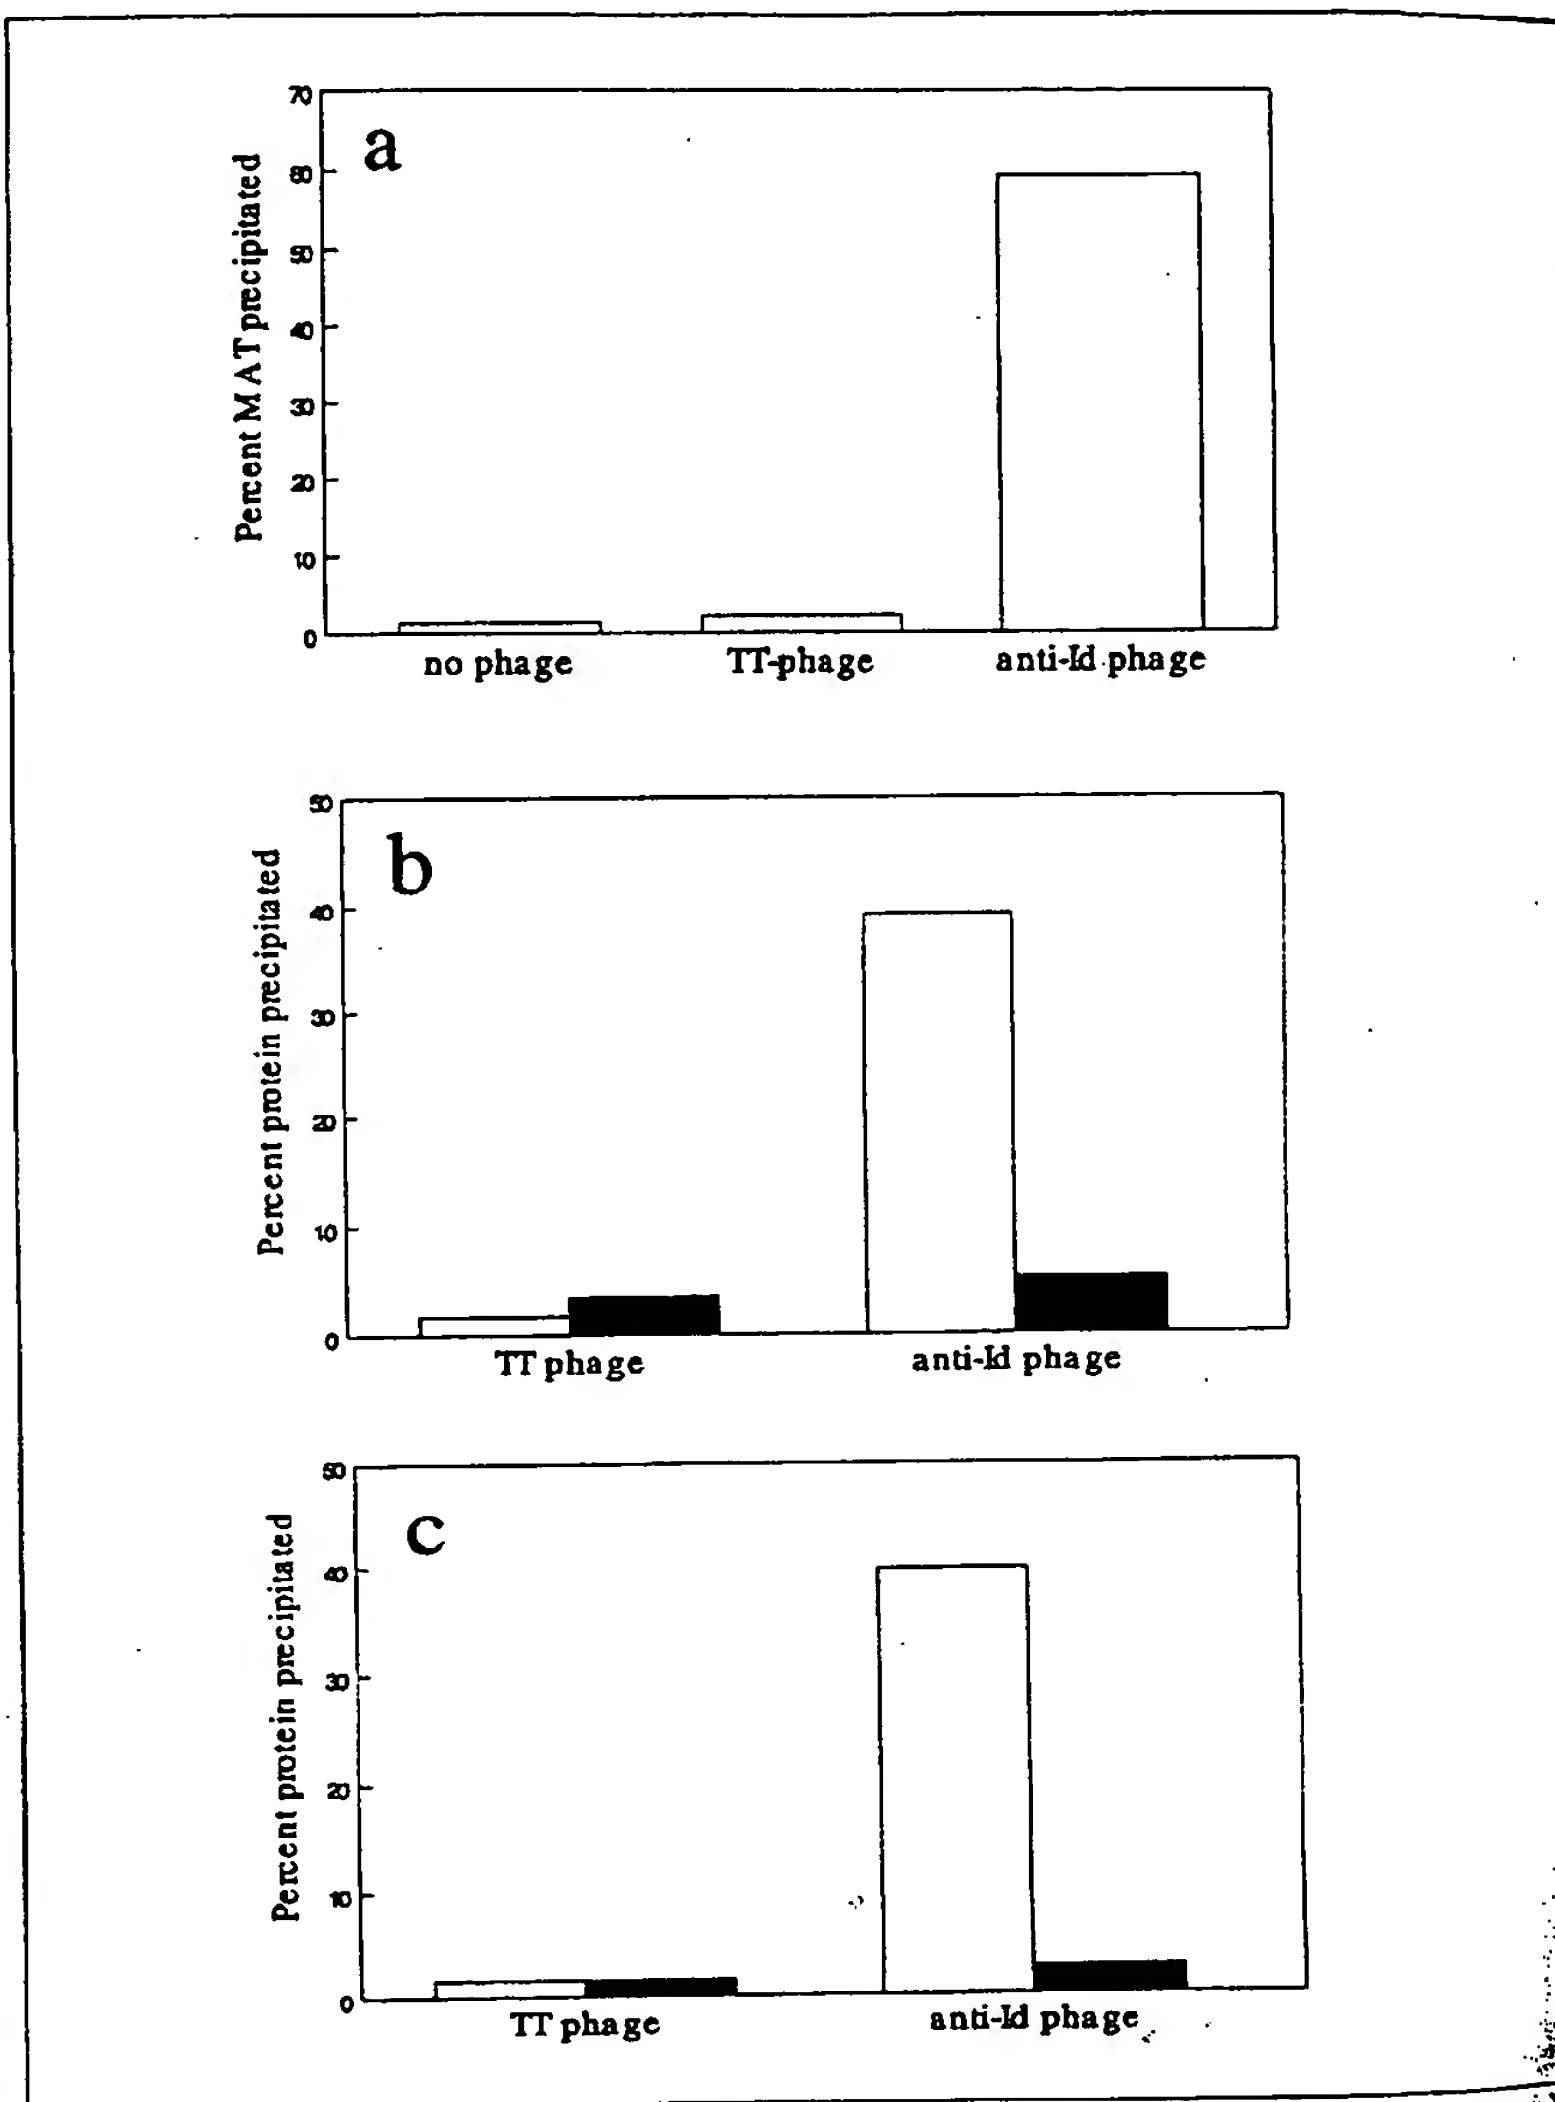 a
Percent MAT precipitated
70
60
50
40
30
20
10
0
no phage TT-phage anti-Id phage
b
Percent protein precipitated
50
40
30
20
10
0
TT phage anti-Id phage
c
Percent protein precipitated
50
40
30
20
10
0
TT phage anti-Id phage